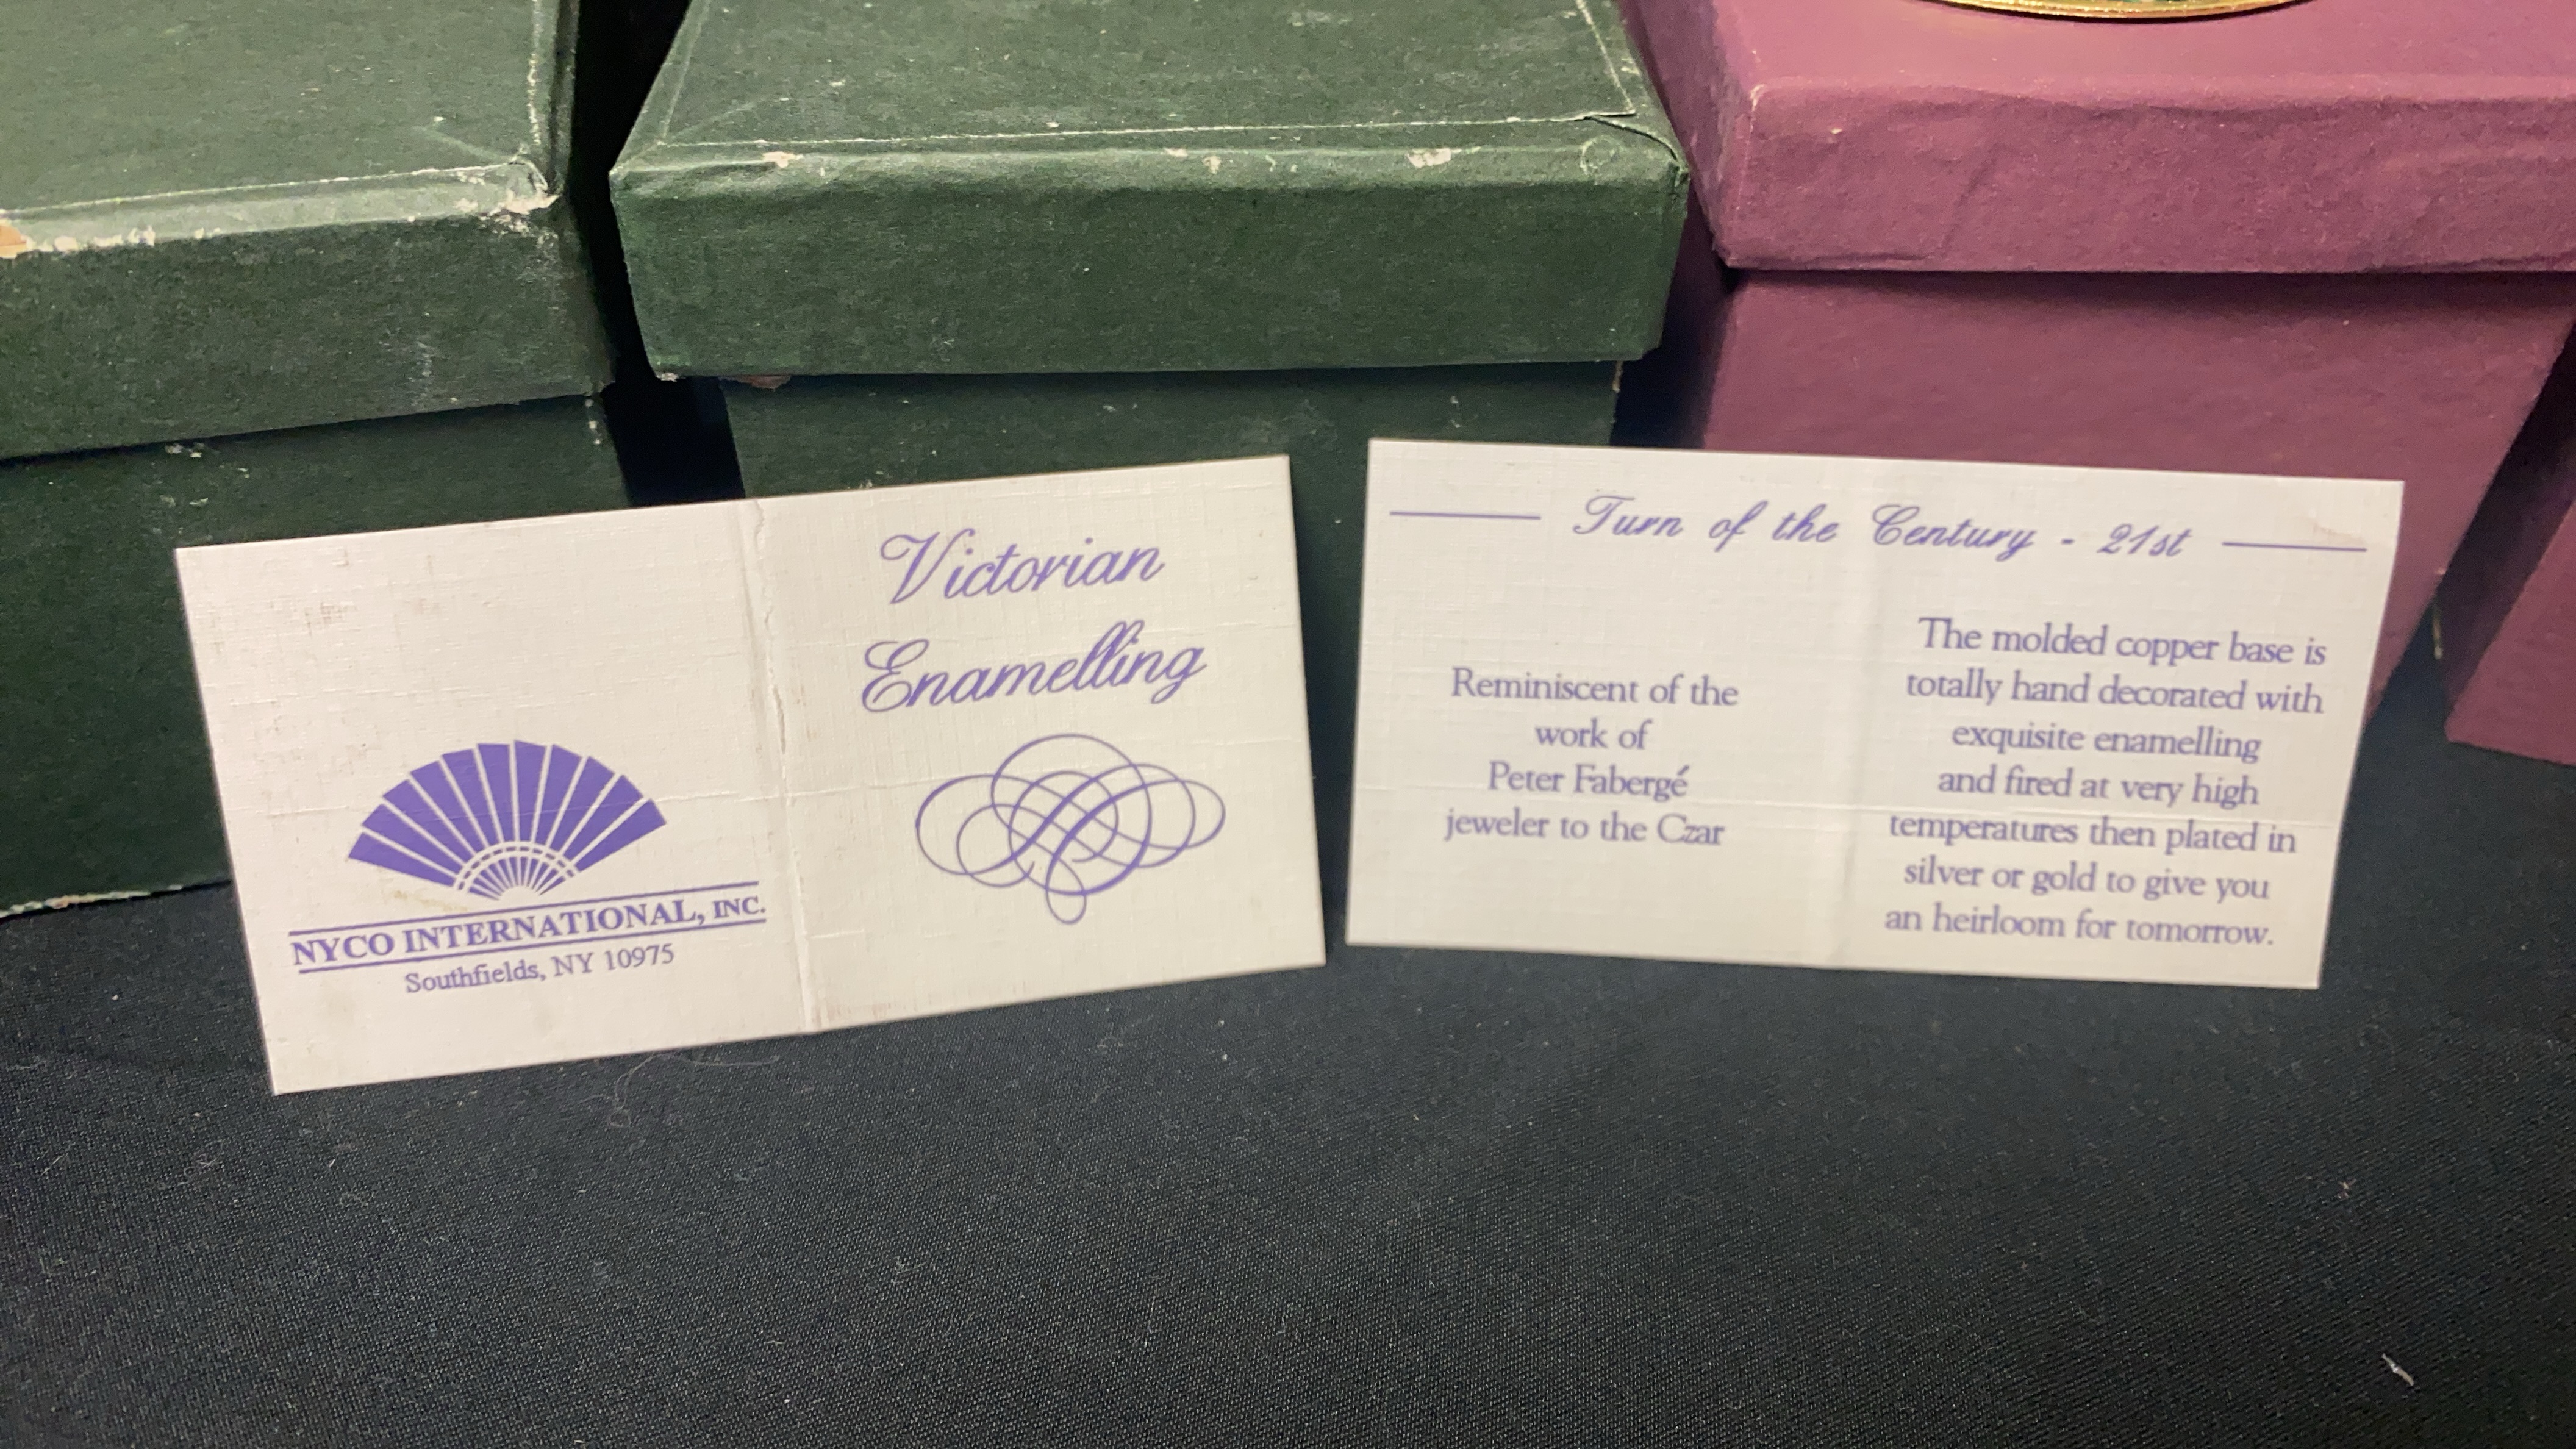 Victorian
Enamelling
NYCO INTERNATIONAL, INC.
Southfields, NY 10975
Turn of the Century - 21st
Reminiscent of the
work of
Peter Fabergé
jeweler to the Czar
The molded copper base is
totally hand decorated with
exquisite enamelling
and fired at very high
temperatures then plated in
silver or gold to give you
an heirloom for tomorrow.